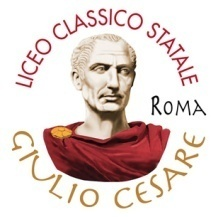 LICEO CLASSICO STATALE
ROMA
GIULIO CESARE